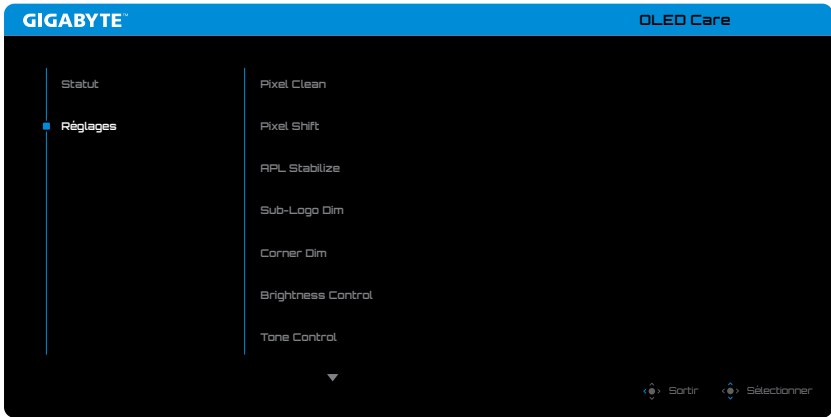 GIGABYTE™
OLED Care
Statut
Réglages
Pixel Clean
Pixel Shift
APL Stabilize
Sub-Logo Dim
Corner Dim
Brightness Control
Tone Control
Sortir
Sélectionner